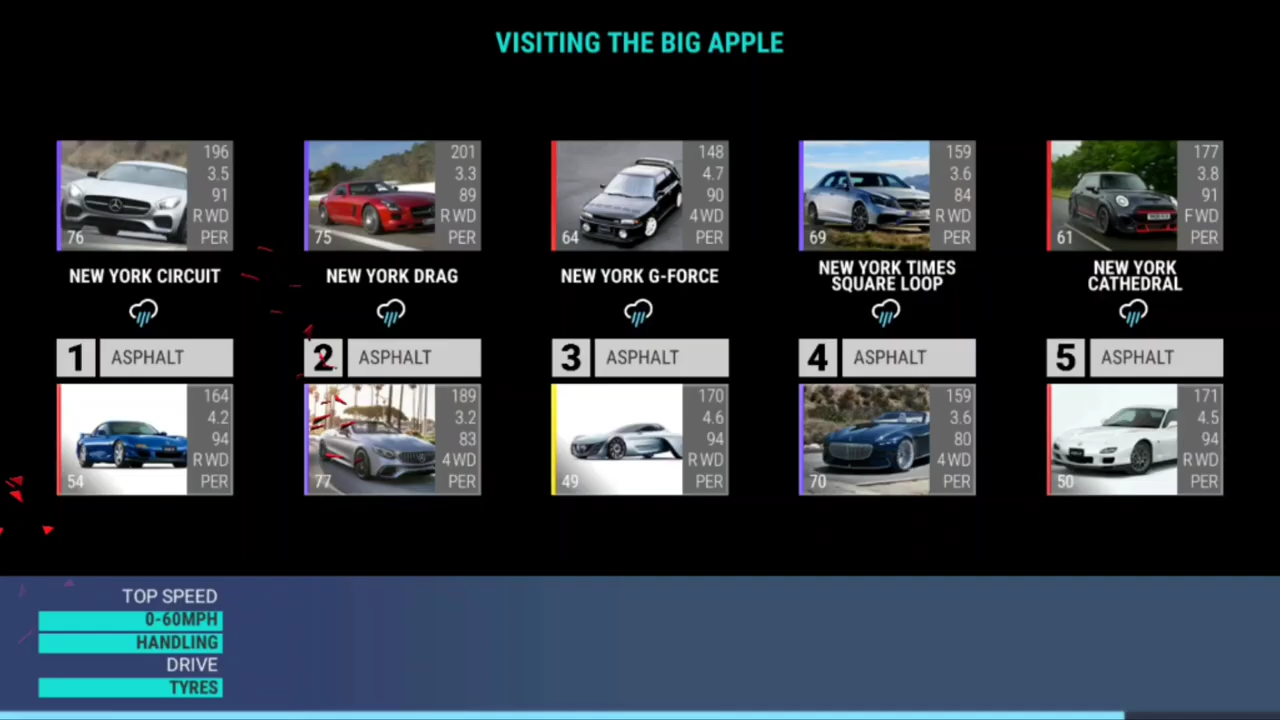 VISITING THE BIG APPLE
196
3.5
91
RWD
76 PER
201
3.3
89
RWD
75 PER
148
4.7
90
4WD
64 PER
159
3.6
84
RWD
69 PER
177
3.8
91
FWD
61 PER
NEW YORK CIRCUIT
NEW YORK DRAG
NEW YORK G-FORCE
NEW YORK TIMES
SQUARE LOOP
NEW YORK
CATHEDRAL
1 ASPHALT
2 ASPHALT
3 ASPHALT
4 ASPHALT
5 ASPHALT
164
4.2
94
RWD
54 PER
189
3.2
83
4WD
77 PER
170
4.6
94
RWD
49 PER
159
3.6
80
4WD
70 PER
171
4.5
94
RWD
50 PER
TOP SPEED
0-60MPH
HANDLING
DRIVE
TYRES